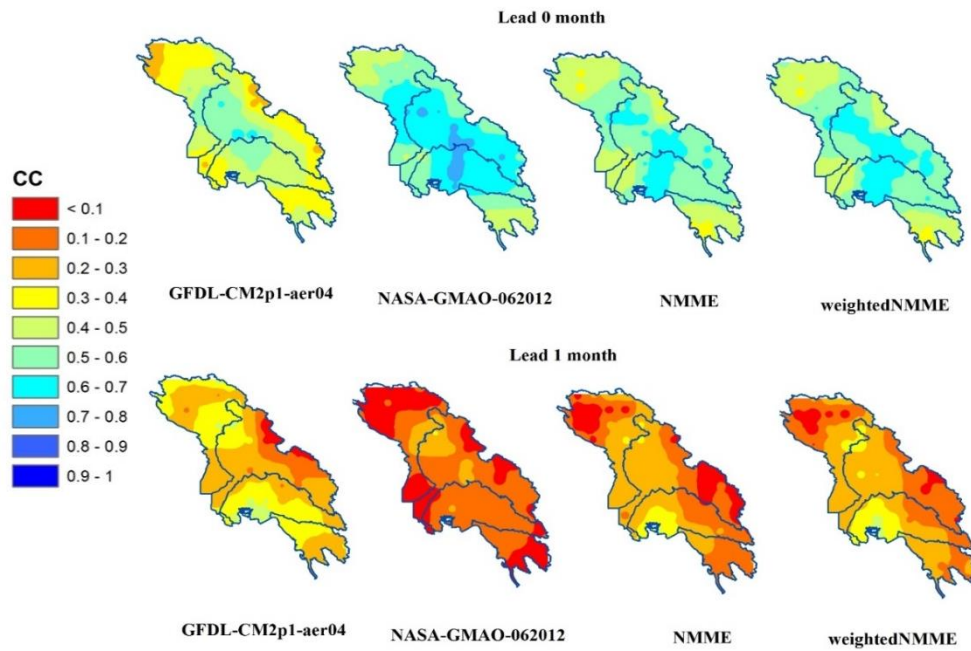 Lead 0 month
GFDL-CM2p1-aer04
NASA-GMAO-062012
NMME
weightedNMME
CC
< 0.1
0.1 - 0.2
0.2 - 0.3
0.3 - 0.4
0.4 - 0.5
0.5 - 0.6
0.6 - 0.7
0.7 - 0.8
0.8 - 0.9
0.9 - 1
Lead 1 month
GFDL-CM2p1-aer04
NASA-GMAO-062012
NMME
weightedNMME